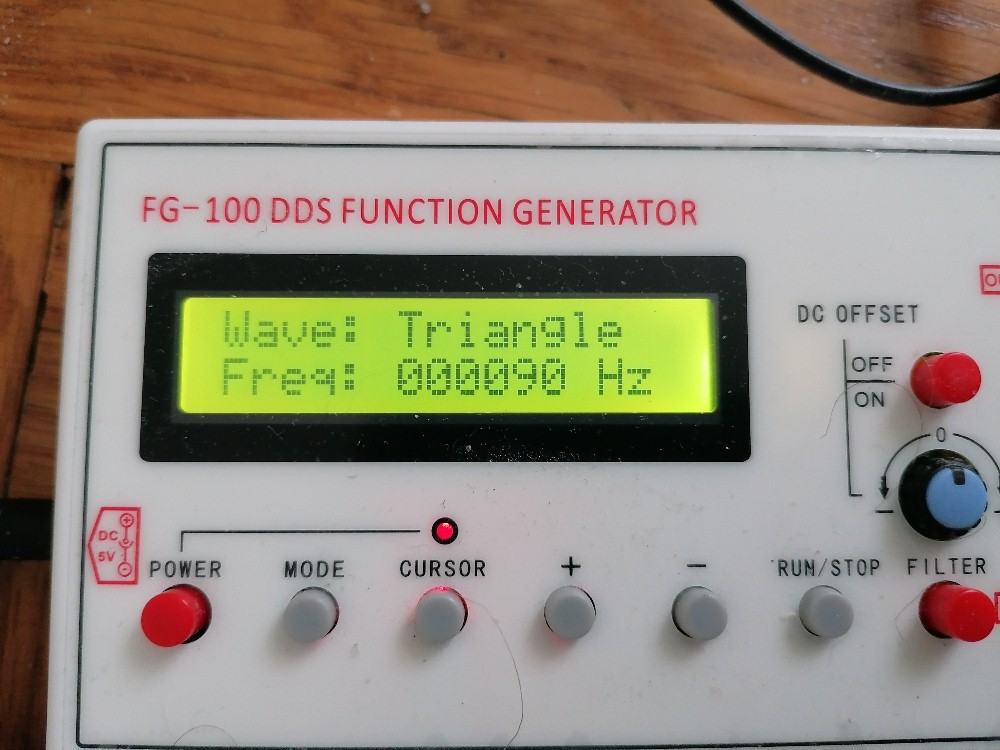 FG-100 DDS FUNCTION GENERATOR
Wave: Triangle
Freq: 000090 Hz
DC OFFSET
OFF
ON
0
DC
5V
POWER
MODE
CURSOR
+
-
RUN/STOP
FILTER